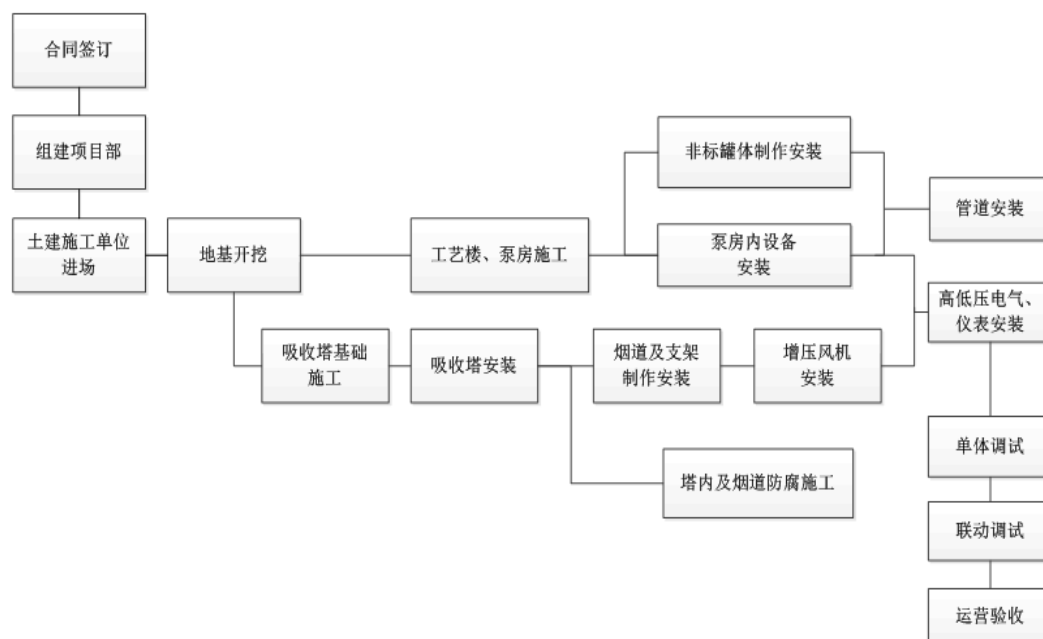 合同签订
组建项目部
土建施工单位
进场
地基开挖
工艺楼、泵房施工
非标罐体制作安装
泵房内设备
安装
管道安装
高低压电气、
仪表安装
吸收塔基础
施工
吸收塔安装
烟道及支架
制作安装
增压风机
安装
塔内及烟道防腐施工
单体调试
联动调试
运营验收